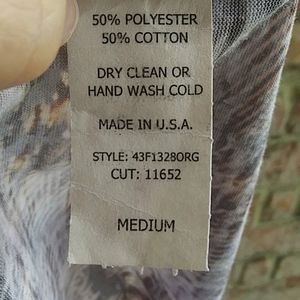 50% POLYESTER
50% COTTON
DRY CLEAN OR
HAND WASH COLD
MADE IN U.S.A.
STYLE: 43F1328ORG
CUT: 11652
MEDIUM